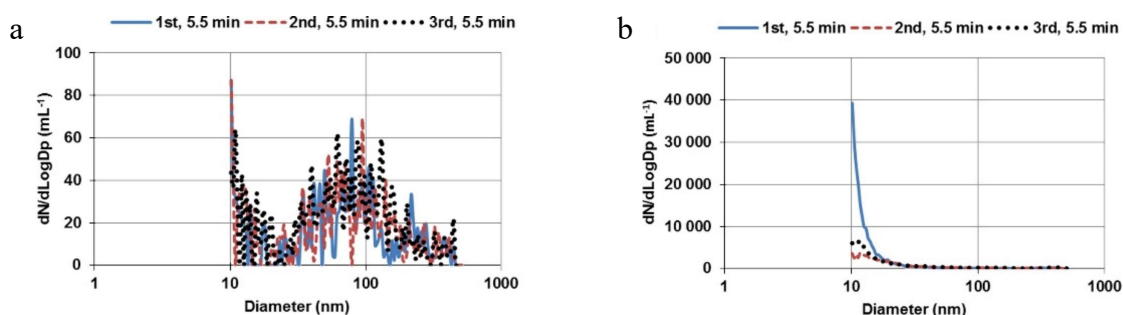 a
1st, 5.5 min 2nd, 5.5 min 3rd, 5.5 min
100
80
60
40
20
0
dN/dLogDp (mL-1)
1 10 100 1000
Diameter (nm)
b
1st, 5.5 min 2nd, 5.5 min 3rd, 5.5 min
50 000
40 000
30 000
20 000
10 000
0
dN/dLogDp (mL-1)
1 10 100 1000
Diameter (nm)